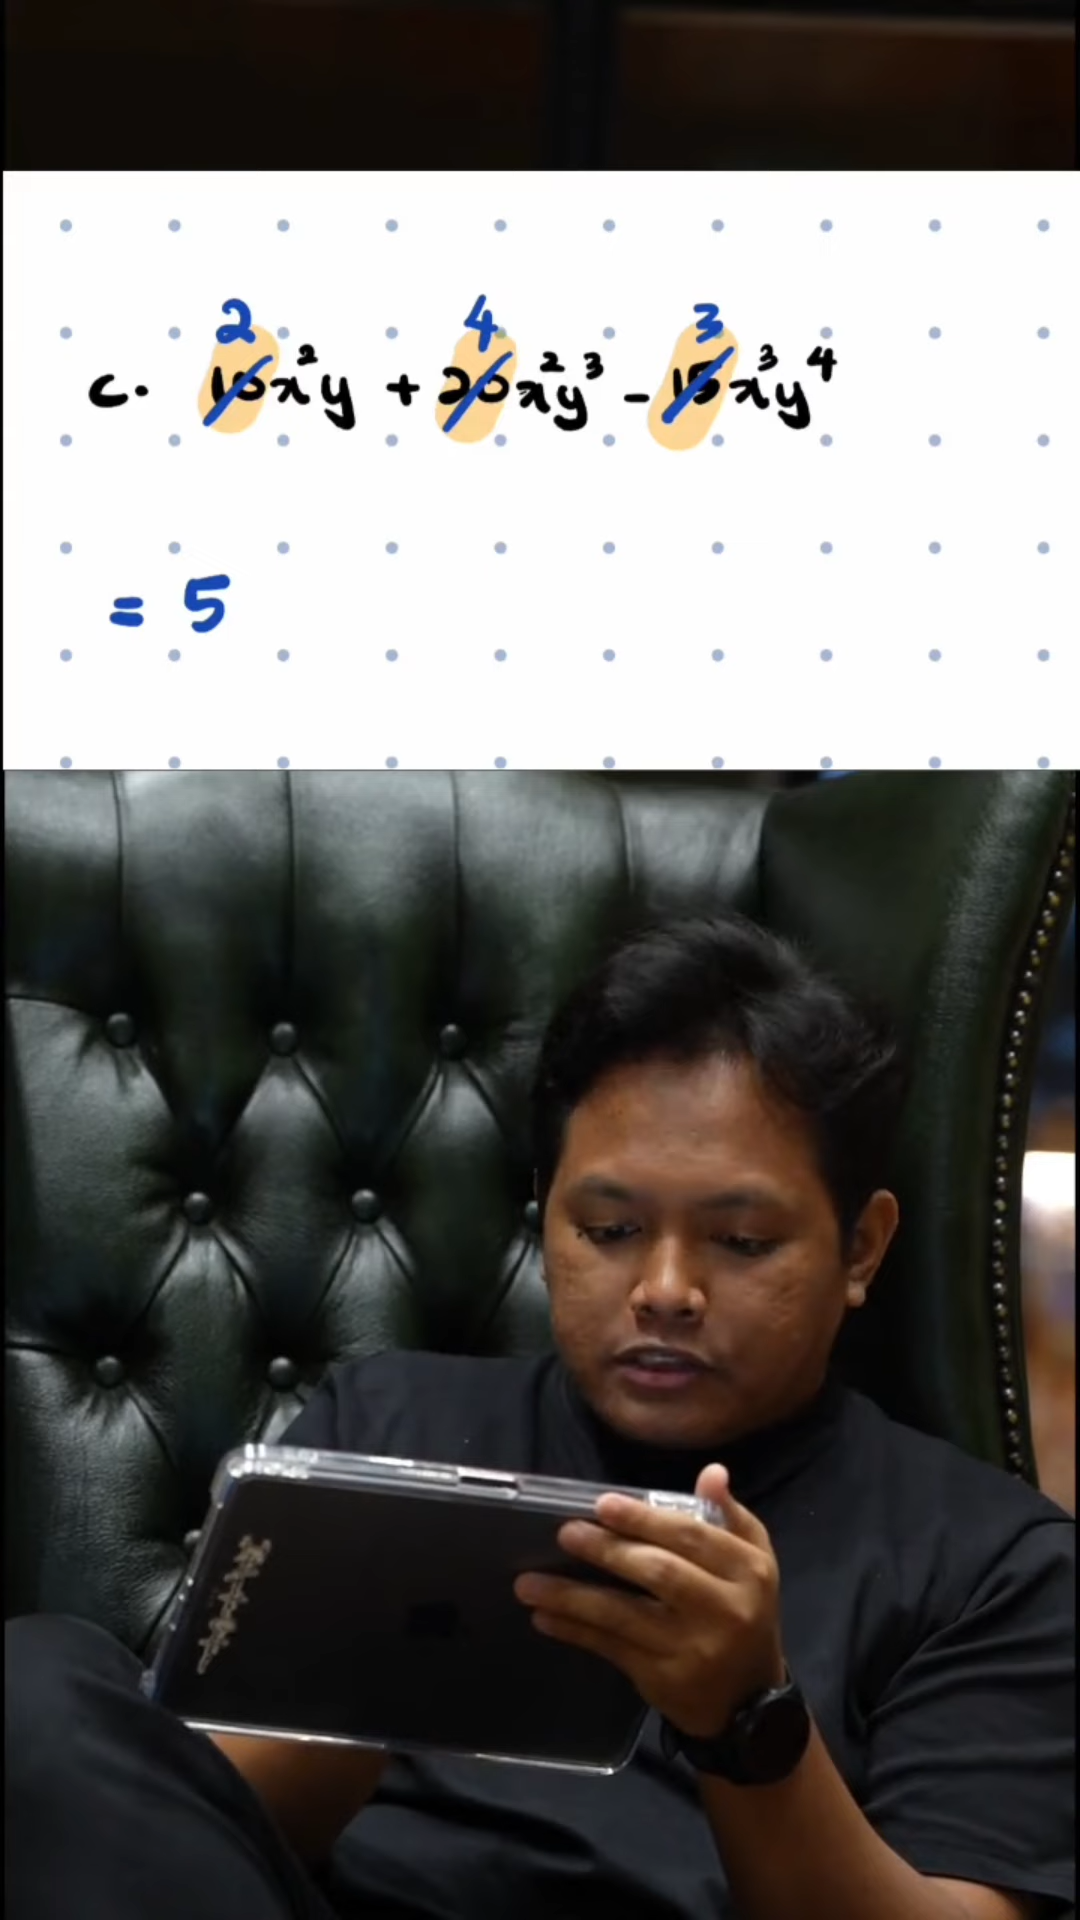 2 4 3
c. 10x²y + 20x²y³ - 15x³y⁴
= 5